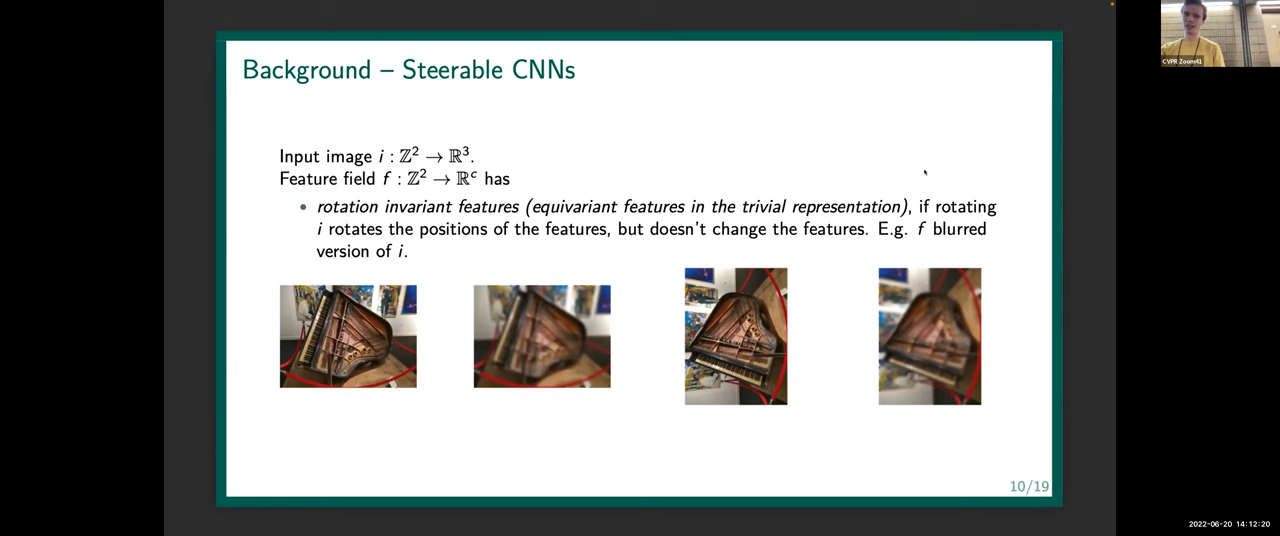 Background – Steerable CNNs
Input image i : ℤ² → ℝ³.
Feature field f : ℤ² → ℝᶜ has
• rotation invariant features (equivariant features in the trivial representation), if rotating
i rotates the positions of the features, but doesn't change the features. E.g. f blurred
version of i.
10/19
CVPR Zoom41
2022-06-20 14:12:20